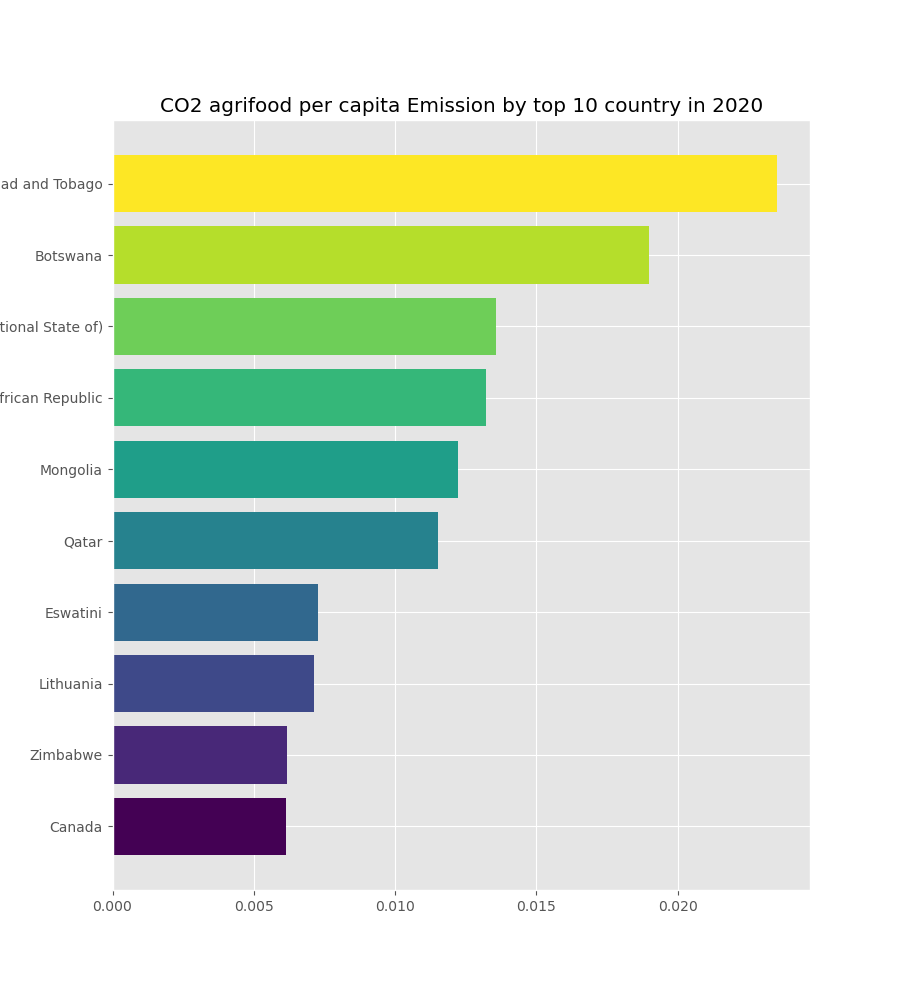 CO2 agrifood per capita Emission by top 10 country in 2020
ad and Tobago
Botswana
tional State of)
frican Republic
Mongolia
Qatar
Eswatini
Lithuania
Zimbabwe
Canada
0.000 0.005 0.010 0.015 0.020